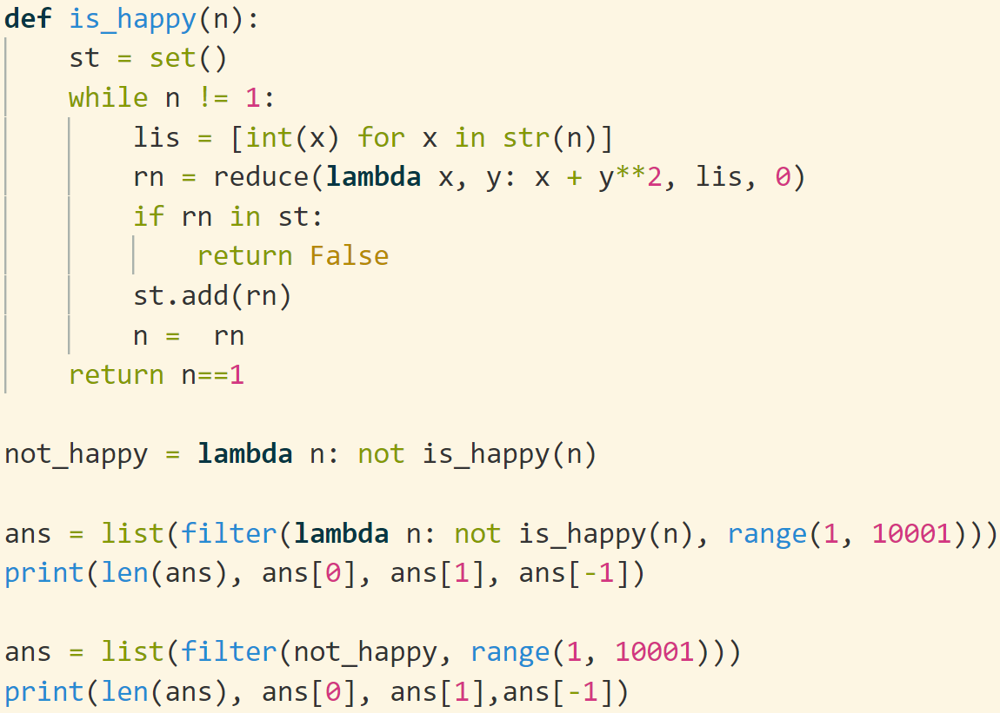 def is_happy(n):
    st = set()
    while n != 1:
        lis = [int(x) for x in str(n)]
        rn = reduce(lambda x, y: x + y**2, lis, 0)
        if rn in st:
            return False
        st.add(rn)
        n =  rn
    return n==1

not_happy = lambda n: not is_happy(n)

ans = list(filter(lambda n: not is_happy(n), range(1, 10001)))
print(len(ans), ans[0], ans[1], ans[-1])

ans = list(filter(not_happy, range(1, 10001)))
print(len(ans), ans[0], ans[1],ans[-1])